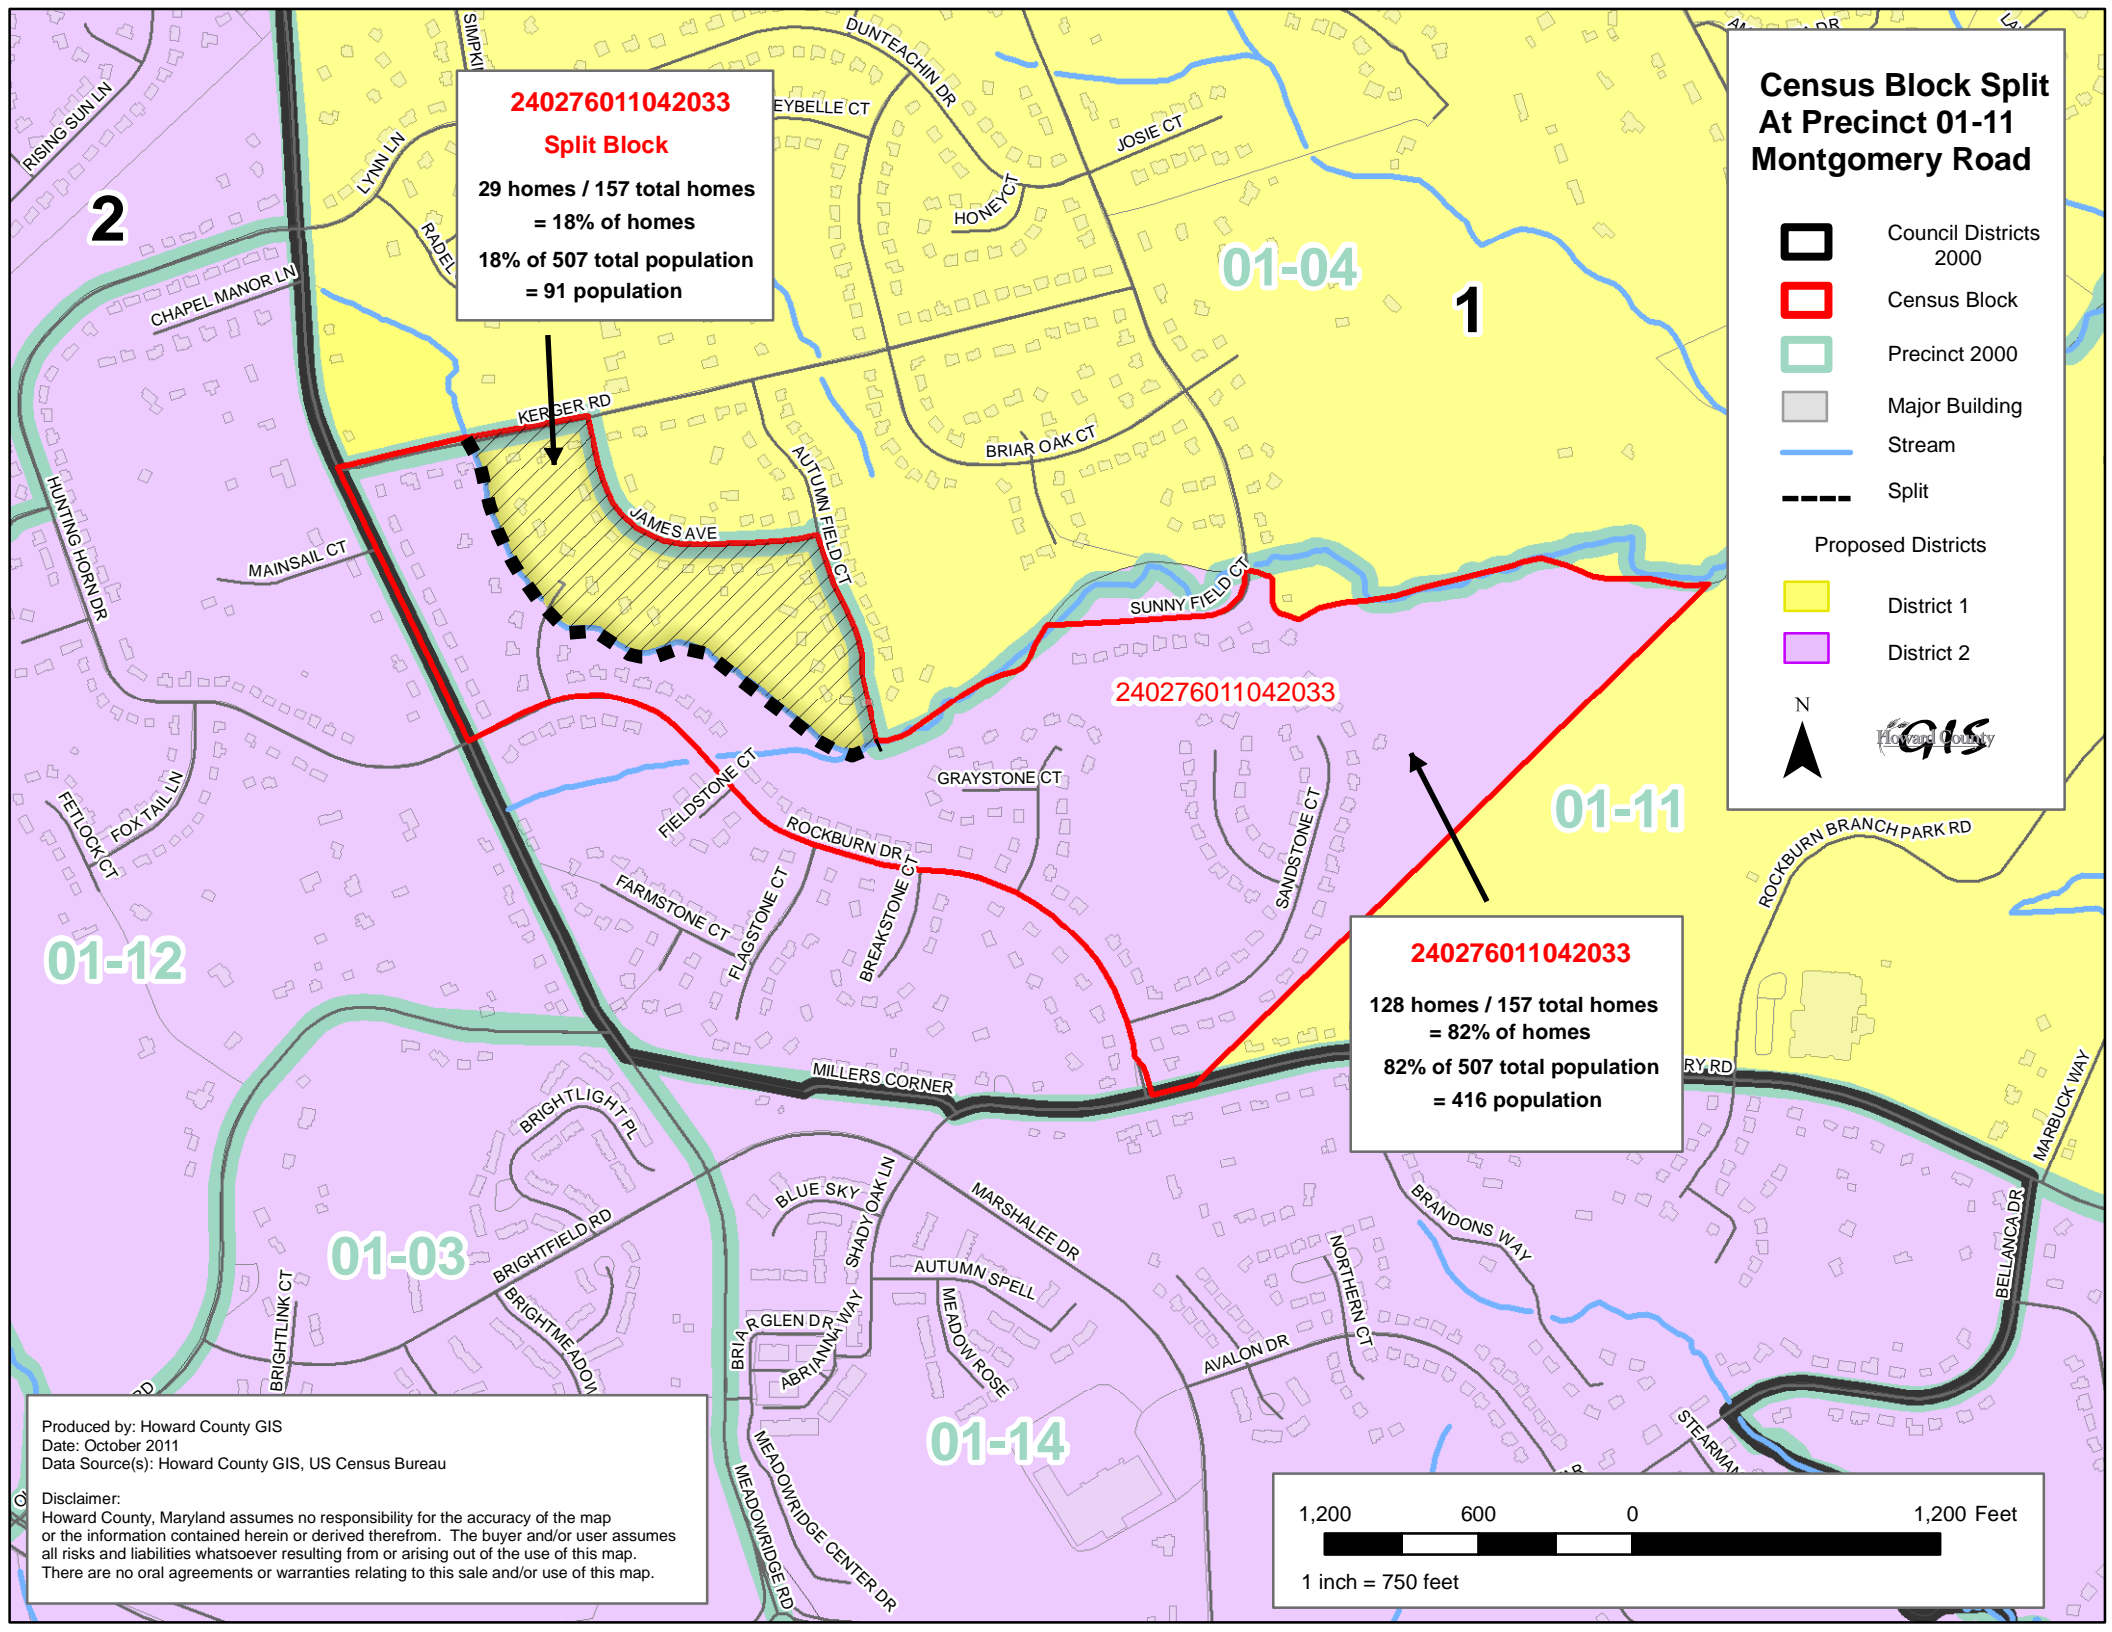 Census Block Split
At Precinct 01-11
Montgomery Road
Council Districts
2000
Census Block
Precinct 2000
Major Building
Stream
Split
Proposed Districts
District 1
District 2
N
Howard County
GIS
240276011042033
Split Block
29 homes / 157 total homes
= 18% of homes
18% of 507 total population
= 91 population
240276011042033
128 homes / 157 total homes
= 82% of homes
82% of 507 total population
= 416 population
240276011042033
2
1
01-04
01-11
01-12
01-03
01-14
RISING SUN LN
LYNN LN
DUNTEACHIN DR
JOSIE CT
HONEY CT
CHAPEL MANOR LN
KERGER RD
BRIAR OAK CT
AUTUMN FIELD CT
JAMES AVE
HUNTING HORN DR
MAINSAIL CT
SUNNY FIELD CT
FOX TAIL LN
FETLOCK CT
FIELDSTONE CT
GRAYSTONE CT
ROCKBURN DR
SANDSTONE CT
FARMSTONE CT
FLAGSTONE CT
BREAKSTONE CT
ROCKBURN BRANCH PARK RD
MILLERS CORNER
RY RD
MARBUCK WAY
BRIGHTLIGHT PL
BLUE SKY
SHADY OAK LN
MARSHALEE DR
BRANDONS WAY
BELLANCA DR
BRIGHTFIELD RD
AUTUMN SPELL
NORTHERN CT
BRIGHTLINK CT
BRIGHTMEADOW
BRIAR GLEN DR
ABRIANNA WAY
MEADOW ROSE
AVALON DR
STEARMAN
MEADOWRIDGE CENTER DR
MEADOWRIDGE RD
EYBELLE CT
SIMPKI
RADEL
RD
Produced by: Howard County GIS
Date: October 2011
Data Source(s): Howard County GIS, US Census Bureau
Disclaimer:
Howard County, Maryland assumes no responsibility for the accuracy of the map
or the information contained herein or derived therefrom. The buyer and/or user assumes
all risks and liabilities whatsoever resulting from or arising out of the use of this map.
There are no oral agreements or warranties relating to this sale and/or use of this map.
1,200 600 0 1,200 Feet
1 inch = 750 feet